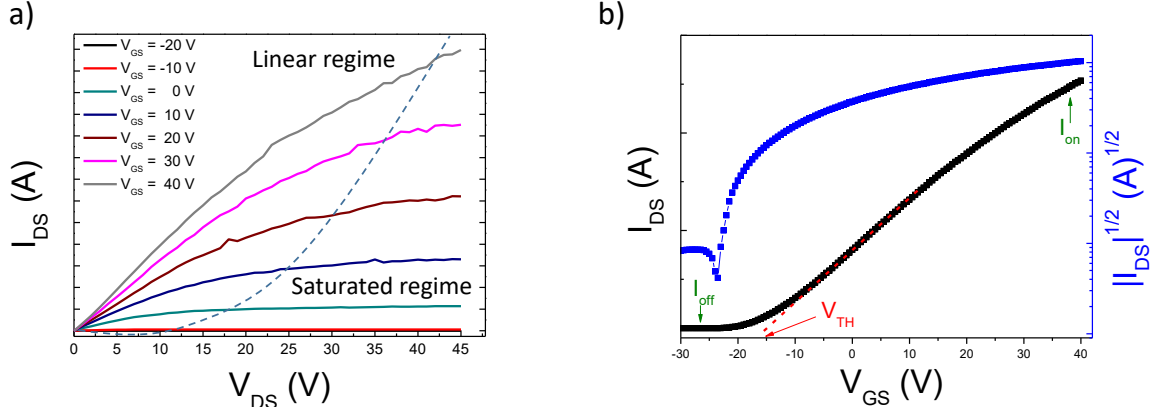 a)
V_GS = -20 V
V_GS = -10 V
V_GS = 0 V
V_GS = 10 V
V_GS = 20 V
V_GS = 30 V
V_GS = 40 V
Linear regime
Saturated regime
I_DS (A)
0 5 10 15 20 25 30 35 40 45
V_DS (V)
b)
I_DS (A)
I_on
I_off
V_TH
|I_DS|^1/2 (A)^1/2
-30 -20 -10 0 10 20 30 40
V_GS (V)